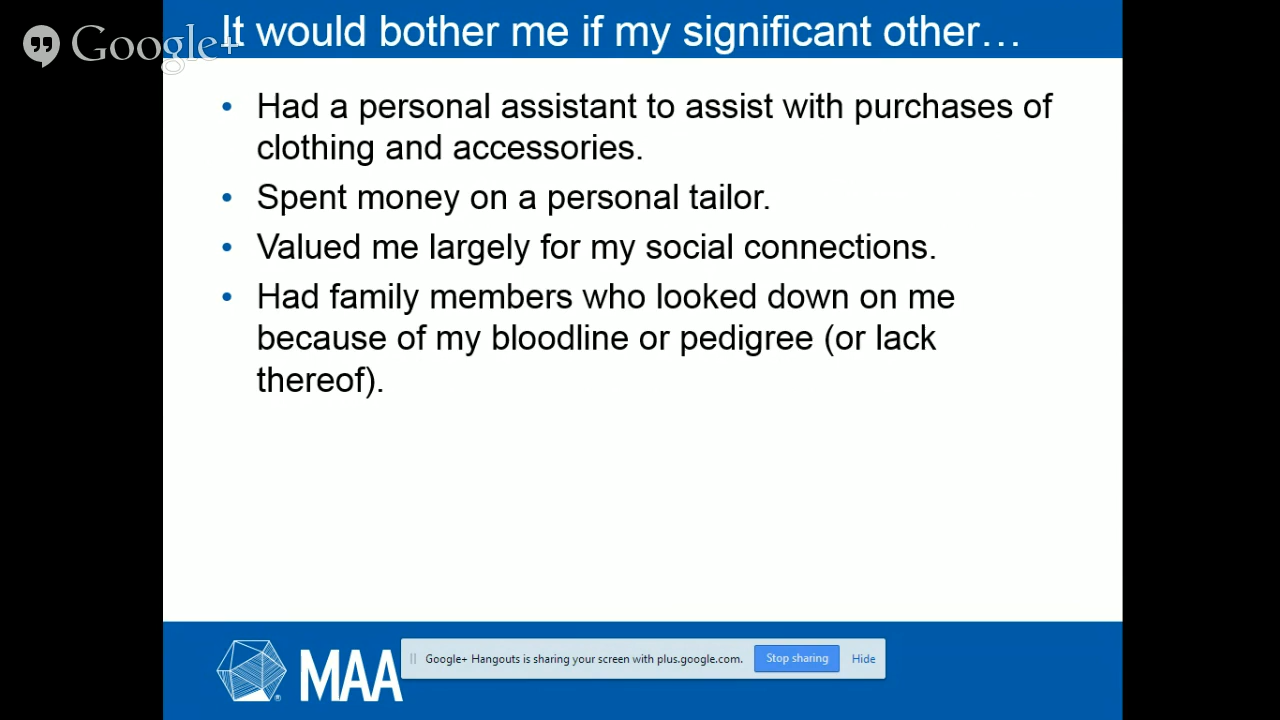 It would bother me if my significant other…
Google+
• Had a personal assistant to assist with purchases of
clothing and accessories.
• Spent money on a personal tailor.
• Valued me largely for my social connections.
• Had family members who looked down on me
because of my bloodline or pedigree (or lack
thereof).
MAA
®
Google+ Hangouts is sharing your screen with plus.google.com.
Stop sharing
Hide